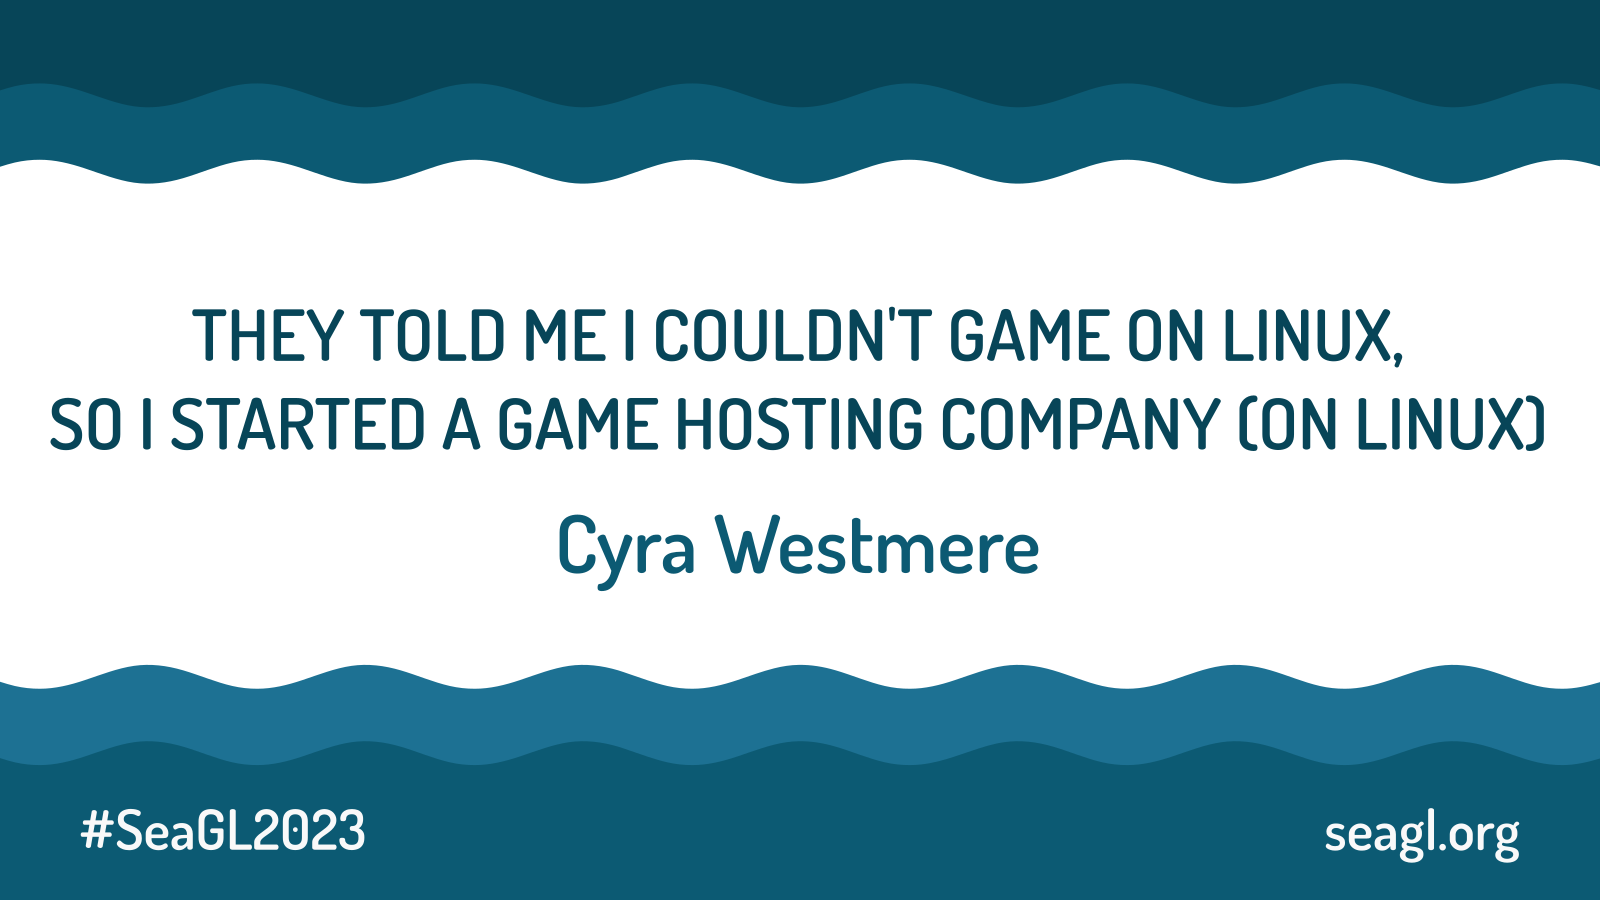 THEY TOLD ME I COULDN'T GAME ON LINUX,
SO I STARTED A GAME HOSTING COMPANY (ON LINUX)
Cyra Westmere
#SeaGL2023
seagl.org